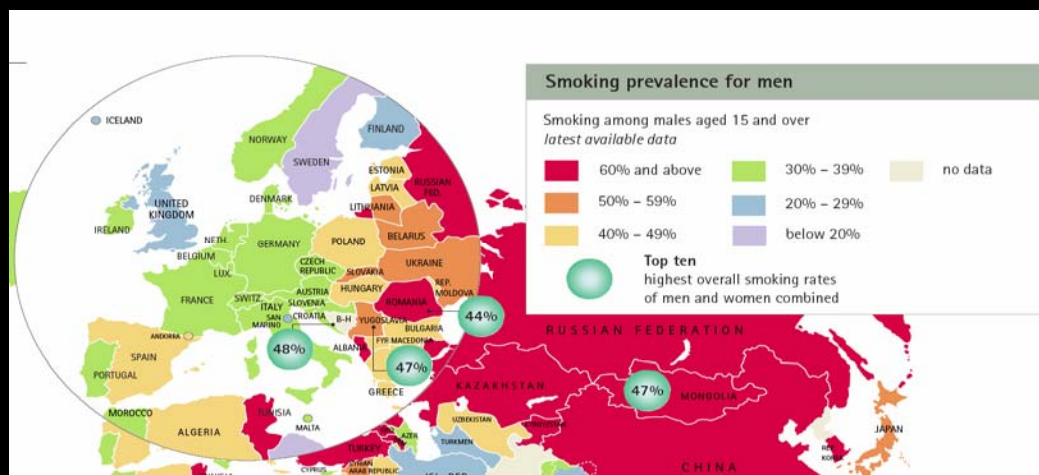 Smoking prevalence for men
Smoking among males aged 15 and over
latest available data
60% and above
30% – 39%
no data
50% – 59%
20% – 29%
40% – 49%
below 20%
Top ten
highest overall smoking rates
of men and women combined
ICELAND
NORWAY
FINLAND
SWEDEN
ESTONIA
LATVIA
RUSSIAN
FED.
LITHUANIA
DENMARK
UNITED
KINGDOM
IRELAND
NETH.
BELGIUM
LUX.
GERMANY
POLAND
BELARUS
CZECH
REPUBLIC
SLOVAKIA
UKRAINE
FRANCE
SWITZ.
AUSTRIA
SLOVENIA
HUNGARY
REP.
MOLDOVA
ROMANIA
ITALY
SAN
MARINO
CROATIA
B-H
YUGOSLAVIA
BULGARIA
44%
ANDORRA
ALBANIA
FYR MACEDONIA
48%
47%
SPAIN
PORTUGAL
GREECE
RUSSIAN FEDERATION
KAZAKHSTAN
47%
MONGOLIA
MOROCCO
ALGERIA
TUNISIA
MALTA
UZBEKISTAN
TURKEY
AZER
TURKMEN
JAPAN
REP.
KOREA
CYPRUS
SYRIAN
ARAB REPUBLIC
CHINA